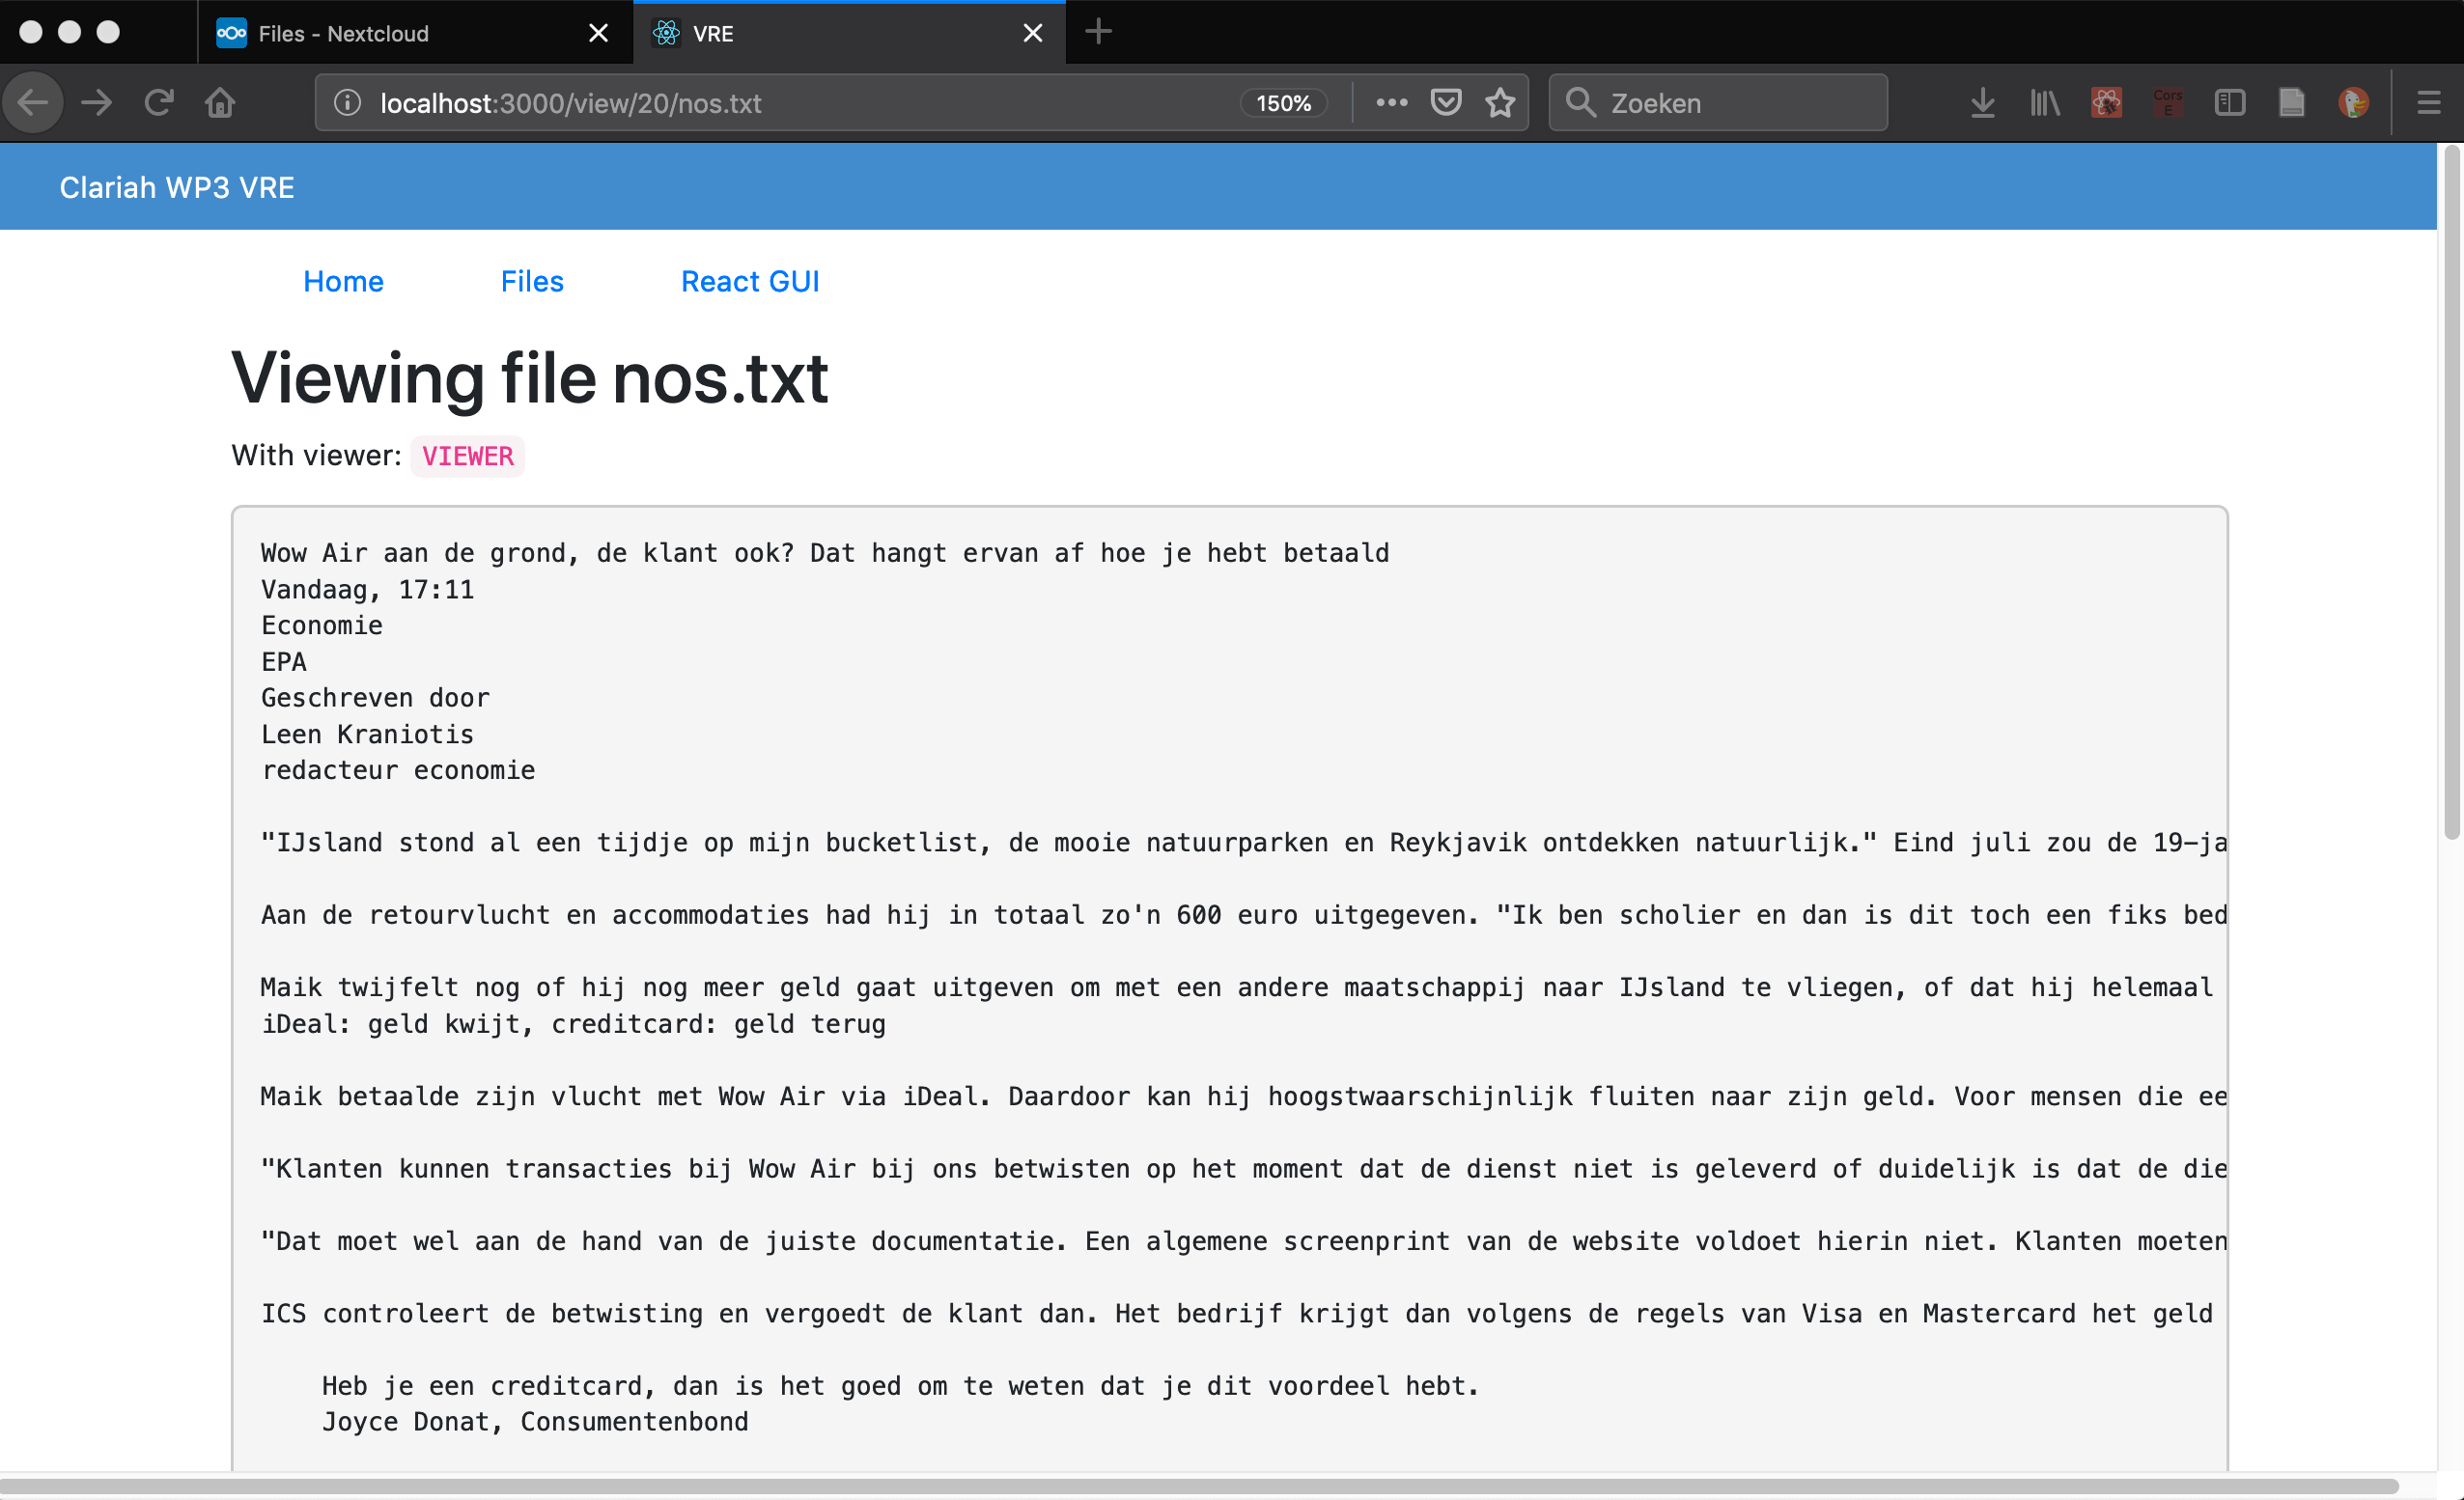 Files - Nextcloud
VRE
localhost:3000/view/20/nos.txt
150%
Zoeken
Cors
E
Clariah WP3 VRE
Home
Files
React GUI
Viewing file nos.txt
With viewer: VIEWER
Wow Air aan de grond, de klant ook? Dat hangt ervan af hoe je hebt betaald
Vandaag, 17:11
Economie
EPA
Geschreven door
Leen Kraniotis
redacteur economie
"IJsland stond al een tijdje op mijn bucketlist, de mooie natuurparken en Reykjavik ontdekken natuurlijk." Eind juli zou de 19-ja
Aan de retourvlucht en accommodaties had hij in totaal zo'n 600 euro uitgegeven. "Ik ben scholier en dan is dit toch een fiks bed
Maik twijfelt nog of hij nog meer geld gaat uitgeven om met een andere maatschappij naar IJsland te vliegen, of dat hij helemaal
iDeal: geld kwijt, creditcard: geld terug
Maik betaalde zijn vlucht met Wow Air via iDeal. Daardoor kan hij hoogstwaarschijnlijk fluiten naar zijn geld. Voor mensen die ee
"Klanten kunnen transacties bij Wow Air bij ons betwisten op het moment dat de dienst niet is geleverd of duidelijk is dat de die
"Dat moet wel aan de hand van de juiste documentatie. Een algemene screenprint van de website voldoet hierin niet. Klanten moeten
ICS controleert de betwisting en vergoedt de klant dan. Het bedrijf krijgt dan volgens de regels van Visa en Mastercard het geld
Heb je een creditcard, dan is het goed om te weten dat je dit voordeel hebt.
Joyce Donat, Consumentenbond